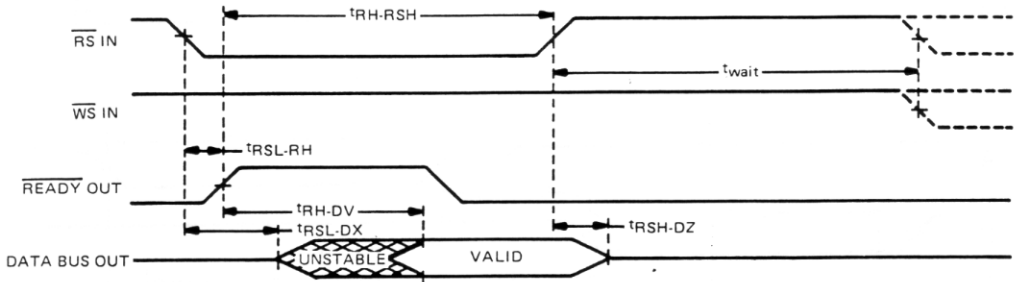 tRH-RSH
RS IN
twait
WS IN
tRSL-RH
READY OUT
tRH-DV
tRSL-DX
tRSH-DZ
DATA BUS OUT
UNSTABLE
VALID